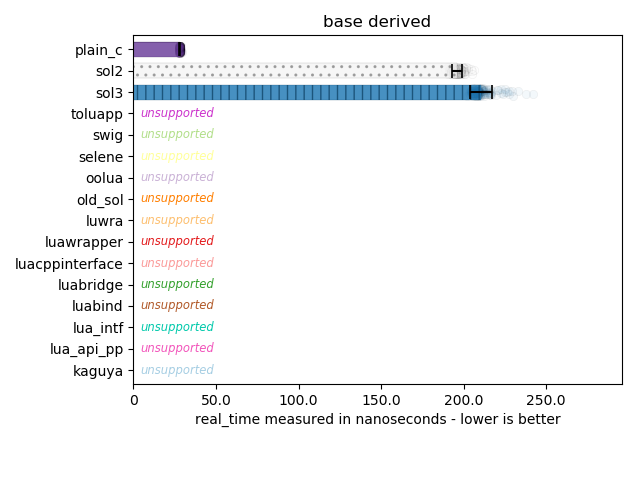 base derived
plain_c
sol2
sol3
toluapp unsupported
swig unsupported
selene unsupported
oolua unsupported
old_sol unsupported
luwra unsupported
luawrapper unsupported
luacppinterface unsupported
luabridge unsupported
luabind unsupported
lua_intf unsupported
lua_api_pp unsupported
kaguya unsupported
0 50.0 100.0 150.0 200.0 250.0
real_time measured in nanoseconds - lower is better